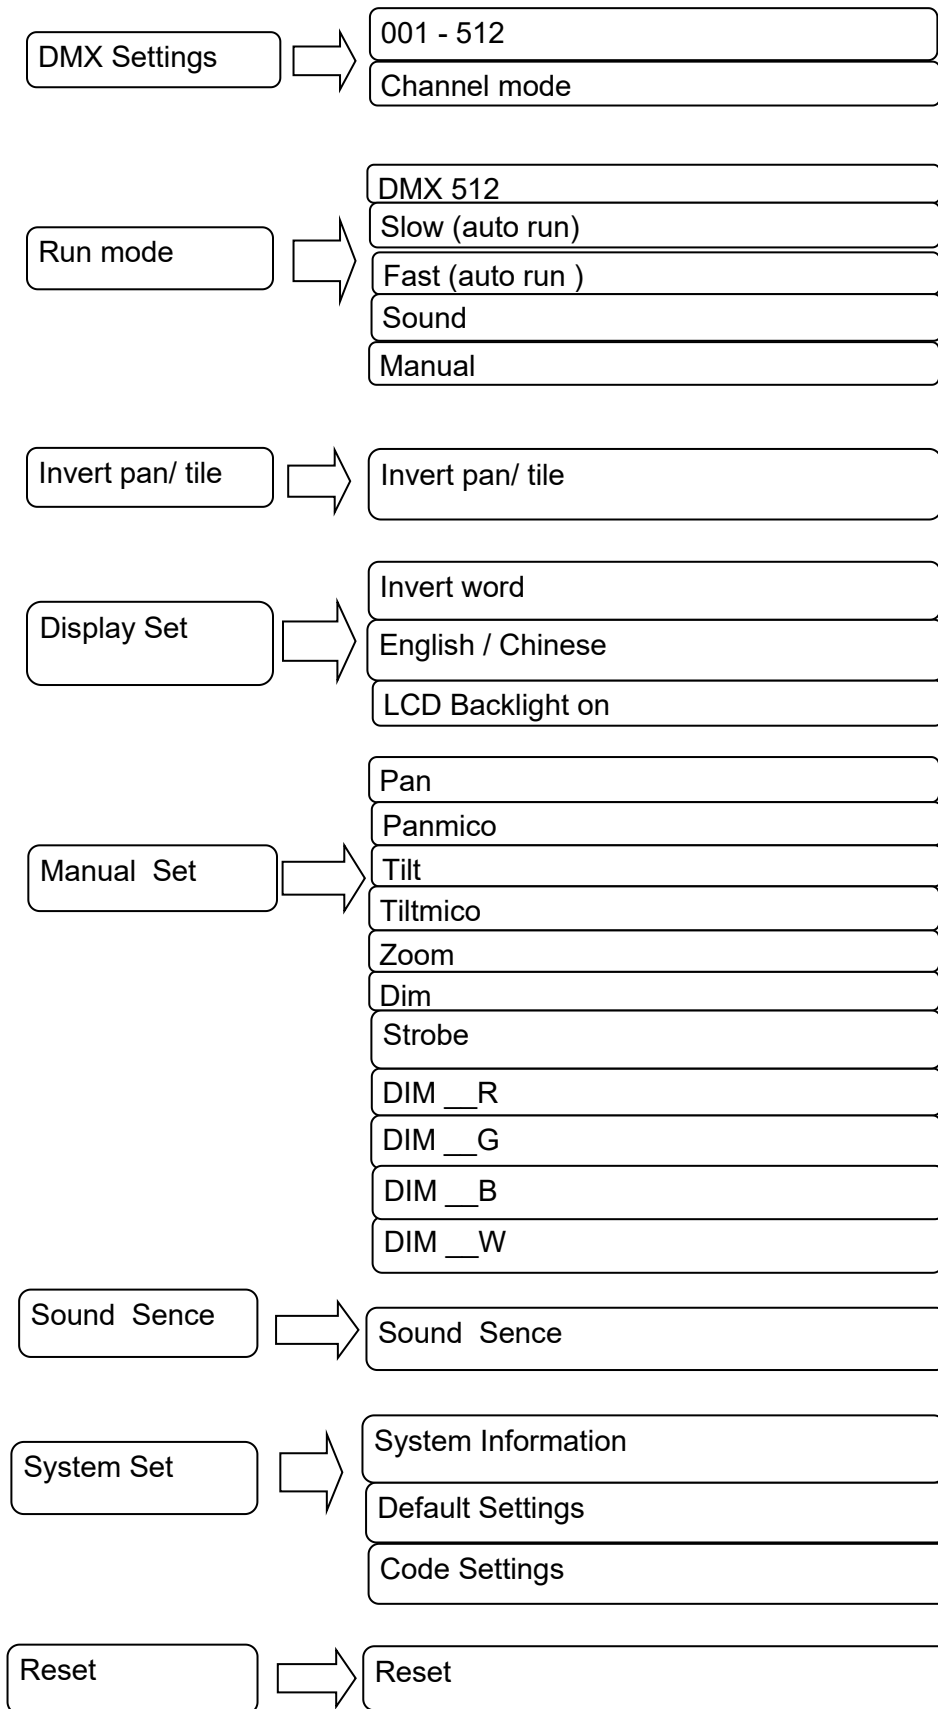 DMX Settings
001 - 512
Channel mode
Run mode
DMX 512
Slow (auto run)
Fast (auto run )
Sound
Manual
Invert pan/ tile
Invert pan/ tile
Display Set
Invert word
English / Chinese
LCD Backlight on
Manual  Set
Pan
Panmico
Tilt
Tiltmico
Zoom
Dim
Strobe
DIM __R
DIM __G
DIM __B
DIM __W
Sound  Sence
Sound  Sence
System Set
System Information
Default Settings
Code Settings
Reset
Reset